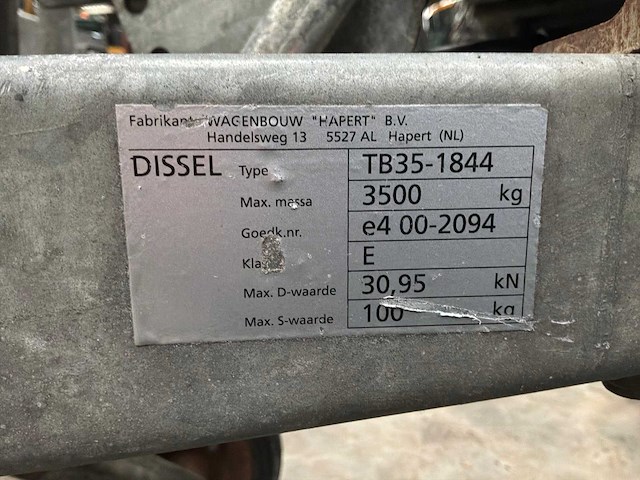 Fabrikant: WAGENBOUW "HAPERT" B.V.
Handelsweg 13 5527 AL Hapert (NL)
DISSEL Type TB35-1844
Max. massa 3500 kg
Goedk.nr. e4 00-2094
Klasse E
Max. D-waarde 30,95 kN
Max. S-waarde 100 kg